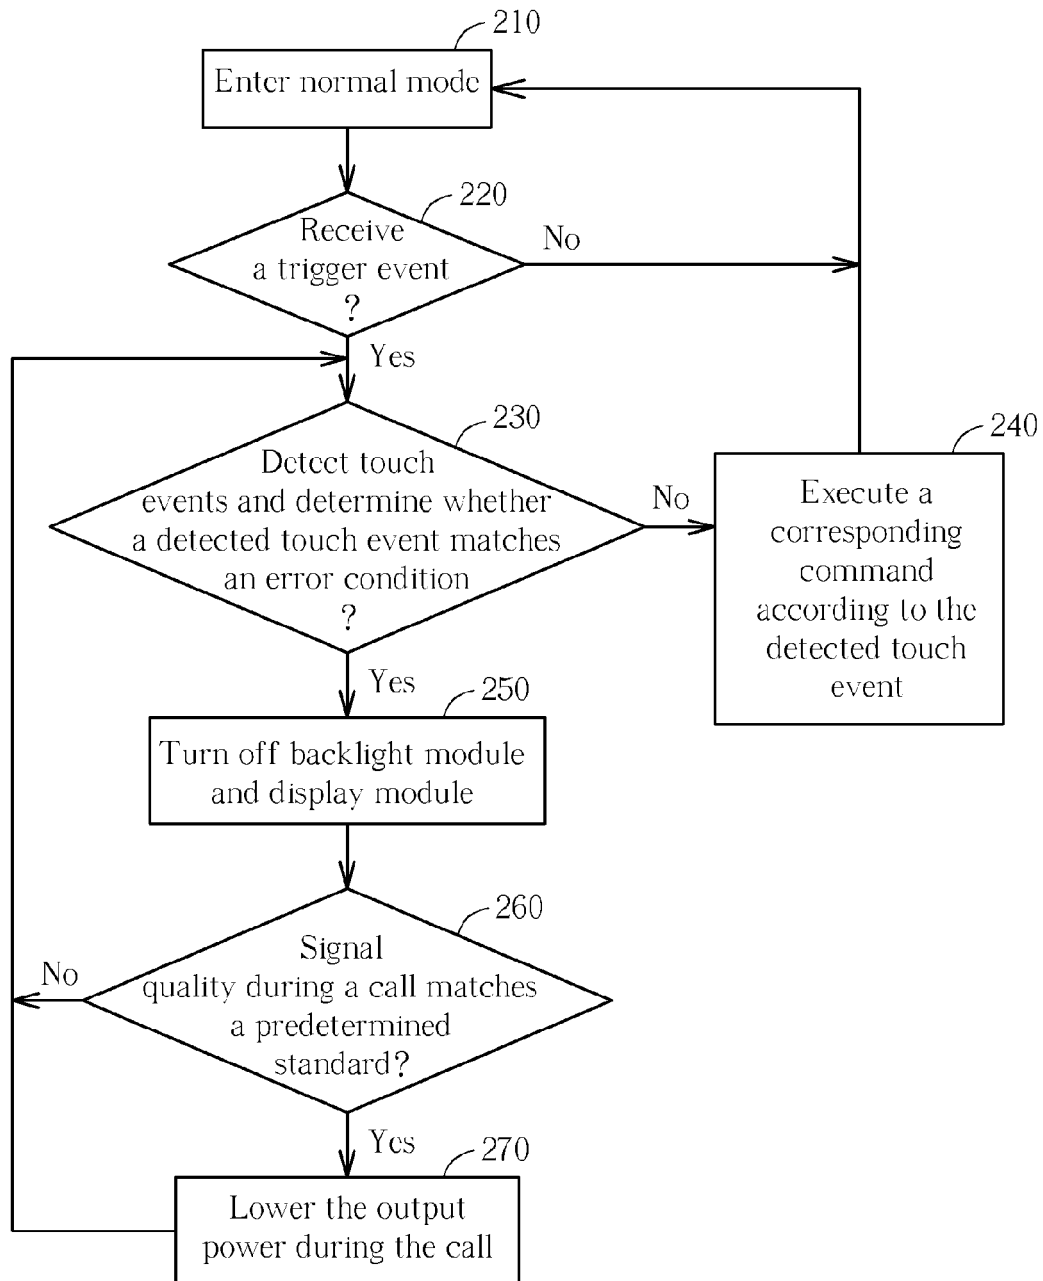 210
Enter normal mode
220
Receive
a trigger event
?
No
Yes
230
Detect touch
events and determine whether
a detected touch event matches
an error condition
?
No
240
Execute a
corresponding
command
according to the
detected touch
event
Yes
250
Turn off backlight module
and display module
260
Signal
quality during a call matches
a predetermined
standard?
No
Yes
270
Lower the output
power during the call